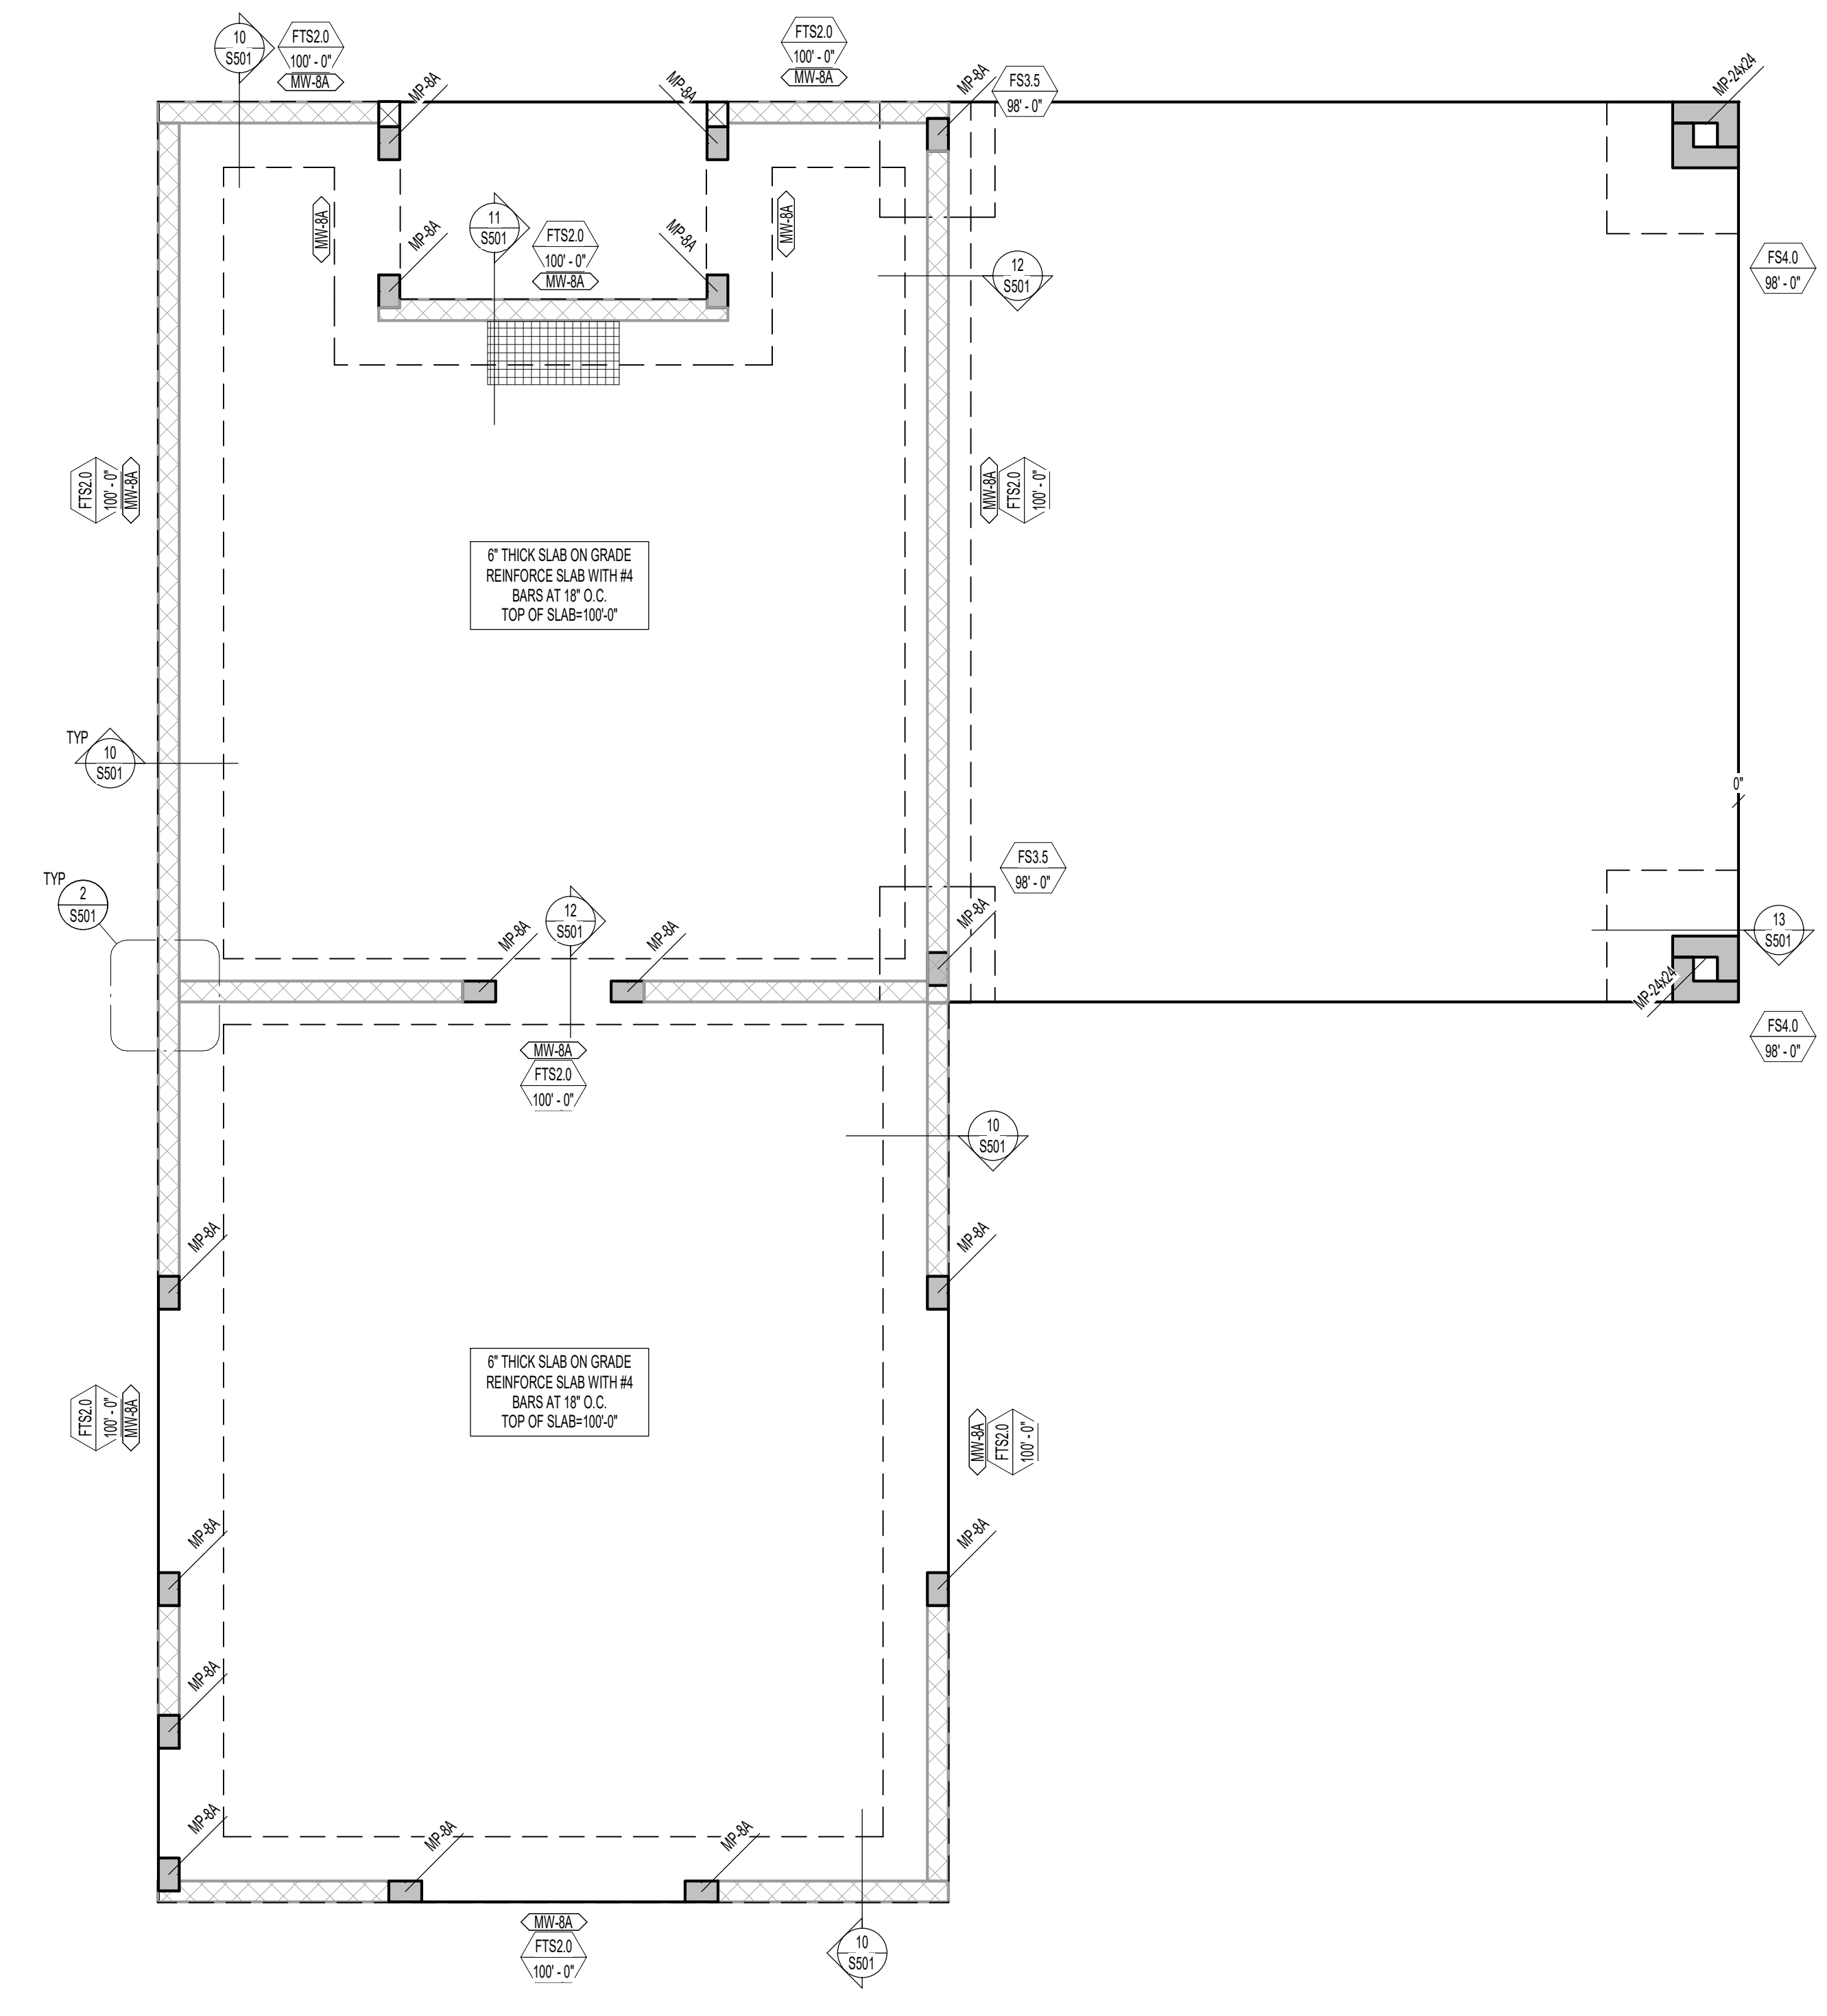 10
S501
FTS2.0
100' - 0"
MW-8A
FTS2.0
100' - 0"
MW-8A
MP-8A
MP-8A
MP-8A
FS3.5
98' - 0"
MP-24x24
MW-8A
11
S501
MP-8A
FTS2.0
100' - 0"
MW-8A
MP-8A
MW-8A
12
S501
FS4.0
98' - 0"
FTS2.0
100' - 0"
MW-8A
MW-8A
FTS2.0
100' - 0"
6" THICK SLAB ON GRADE
REINFORCE SLAB WITH #4
BARS AT 18" O.C.
TOP OF SLAB=100'-0"
TYP
10
S501
0"
TYP
2
S501
FS3.5
98' - 0"
MP-8A
12
S501
MP-8A
MP-8A
13
S501
MP-24x24
FS4.0
98' - 0"
MW-8A
FTS2.0
100' - 0"
10
S501
MP-8A
MP-8A
6" THICK SLAB ON GRADE
REINFORCE SLAB WITH #4
BARS AT 18" O.C.
TOP OF SLAB=100'-0"
FTS2.0
100' - 0"
MW-8A
MW-8A
FTS2.0
100' - 0"
MP-8A
MP-8A
MP-8A
MP-8A
MP-8A
MP-8A
MW-8A
FTS2.0
100' - 0"
10
S501